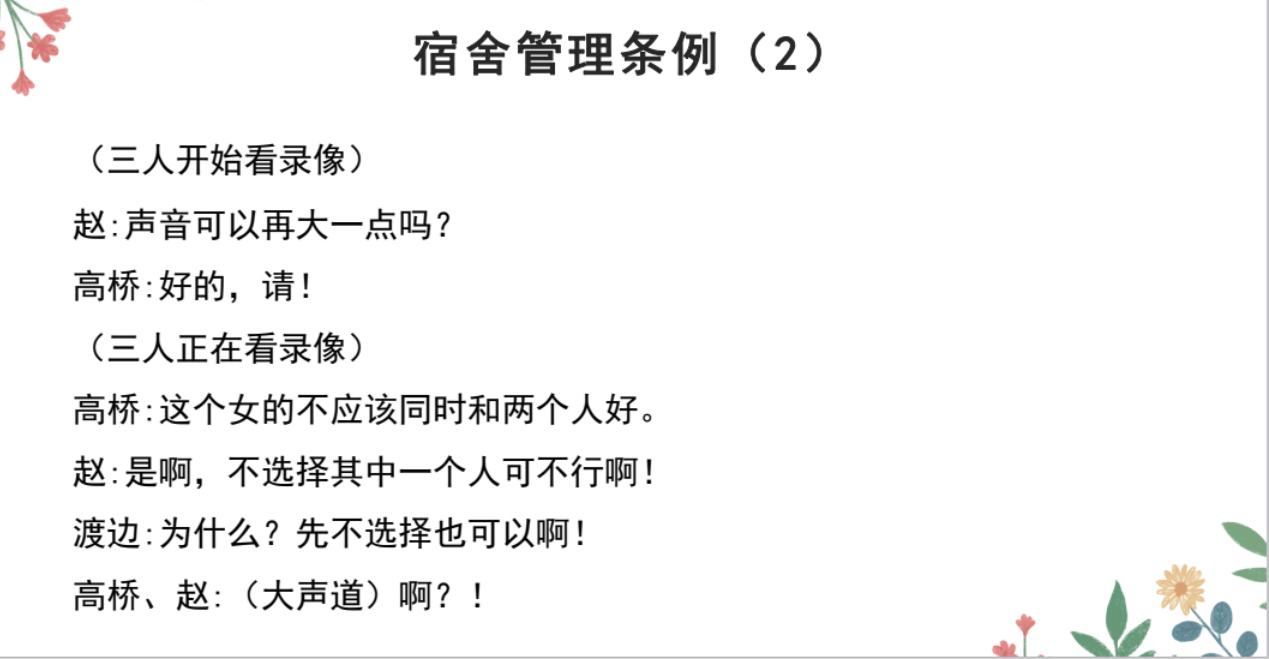 宿舍管理条例（2）
（三人开始看录像）
赵:声音可以再大一点吗？
高桥:好的，请！
（三人正在看录像）
高桥:这个女的不应该同时和两个人好。
赵:是啊，不选择其中一个人可不行啊！
渡边:为什么？先不选择也可以啊！
高桥、赵:（大声道）啊？！